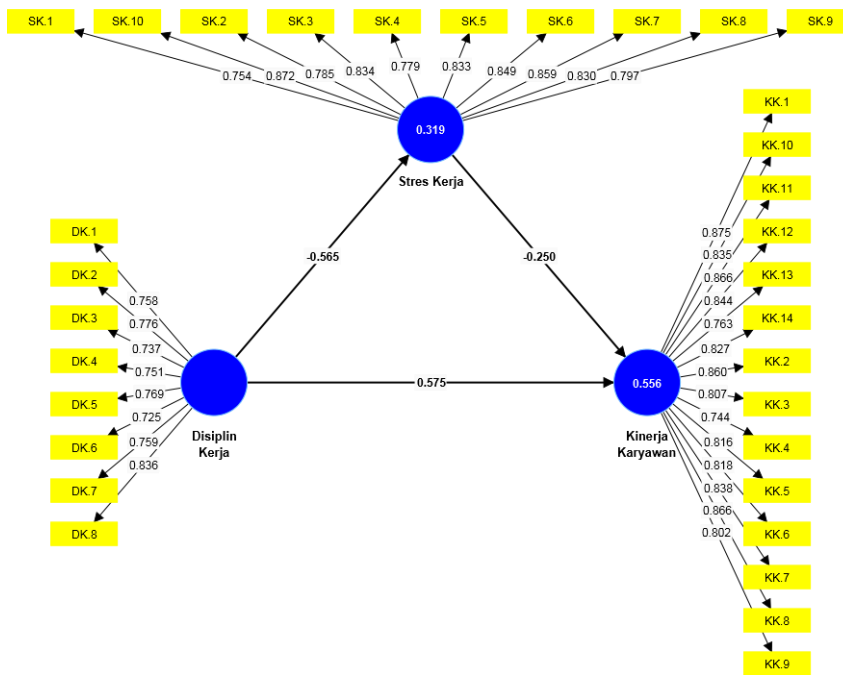 SK.1 SK.10 SK.2 SK.3 SK.4 SK.5 SK.6 SK.7 SK.8 SK.9
0.754 0.872 0.785 0.834 0.779 0.833 0.849 0.859 0.830 0.797
0.319
Stres Kerja
-0.565
-0.250
DK.1
DK.2
DK.3
DK.4
DK.5
DK.6
DK.7
DK.8
0.758
0.776
0.737
0.751
0.769
0.725
0.759
0.836
Disiplin
Kerja
0.575
0.556
Kinerja
Karyawan
0.875
0.835
0.866
0.844
0.763
0.827
0.860
0.807
0.744
0.816
0.818
0.838
0.866
0.802
KK.1
KK.10
KK.11
KK.12
KK.13
KK.14
KK.2
KK.3
KK.4
KK.5
KK.6
KK.7
KK.8
KK.9